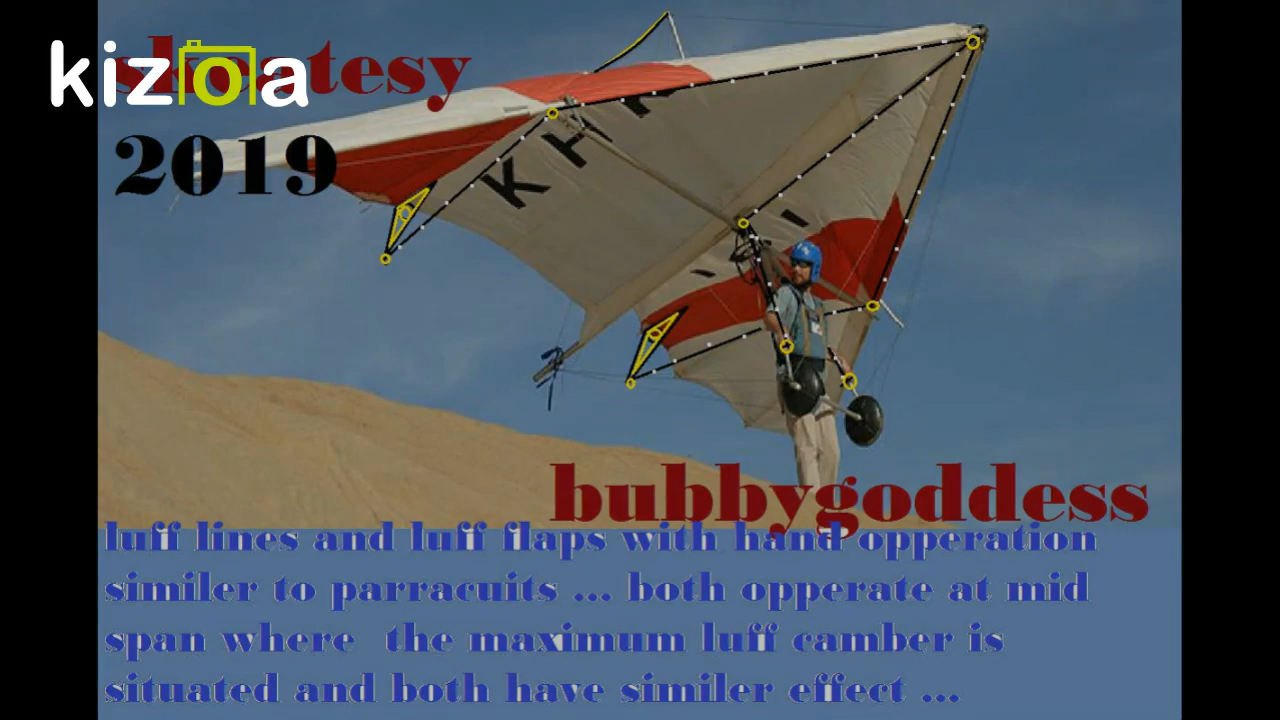 kizoa
skeatesy
2019
K H K
bubbygoddess
luff lines and luff flaps with hand opperation
similer to parracuits ... both opperate at mid
span where the maximum luff camber is
situated and both have similer effect ...